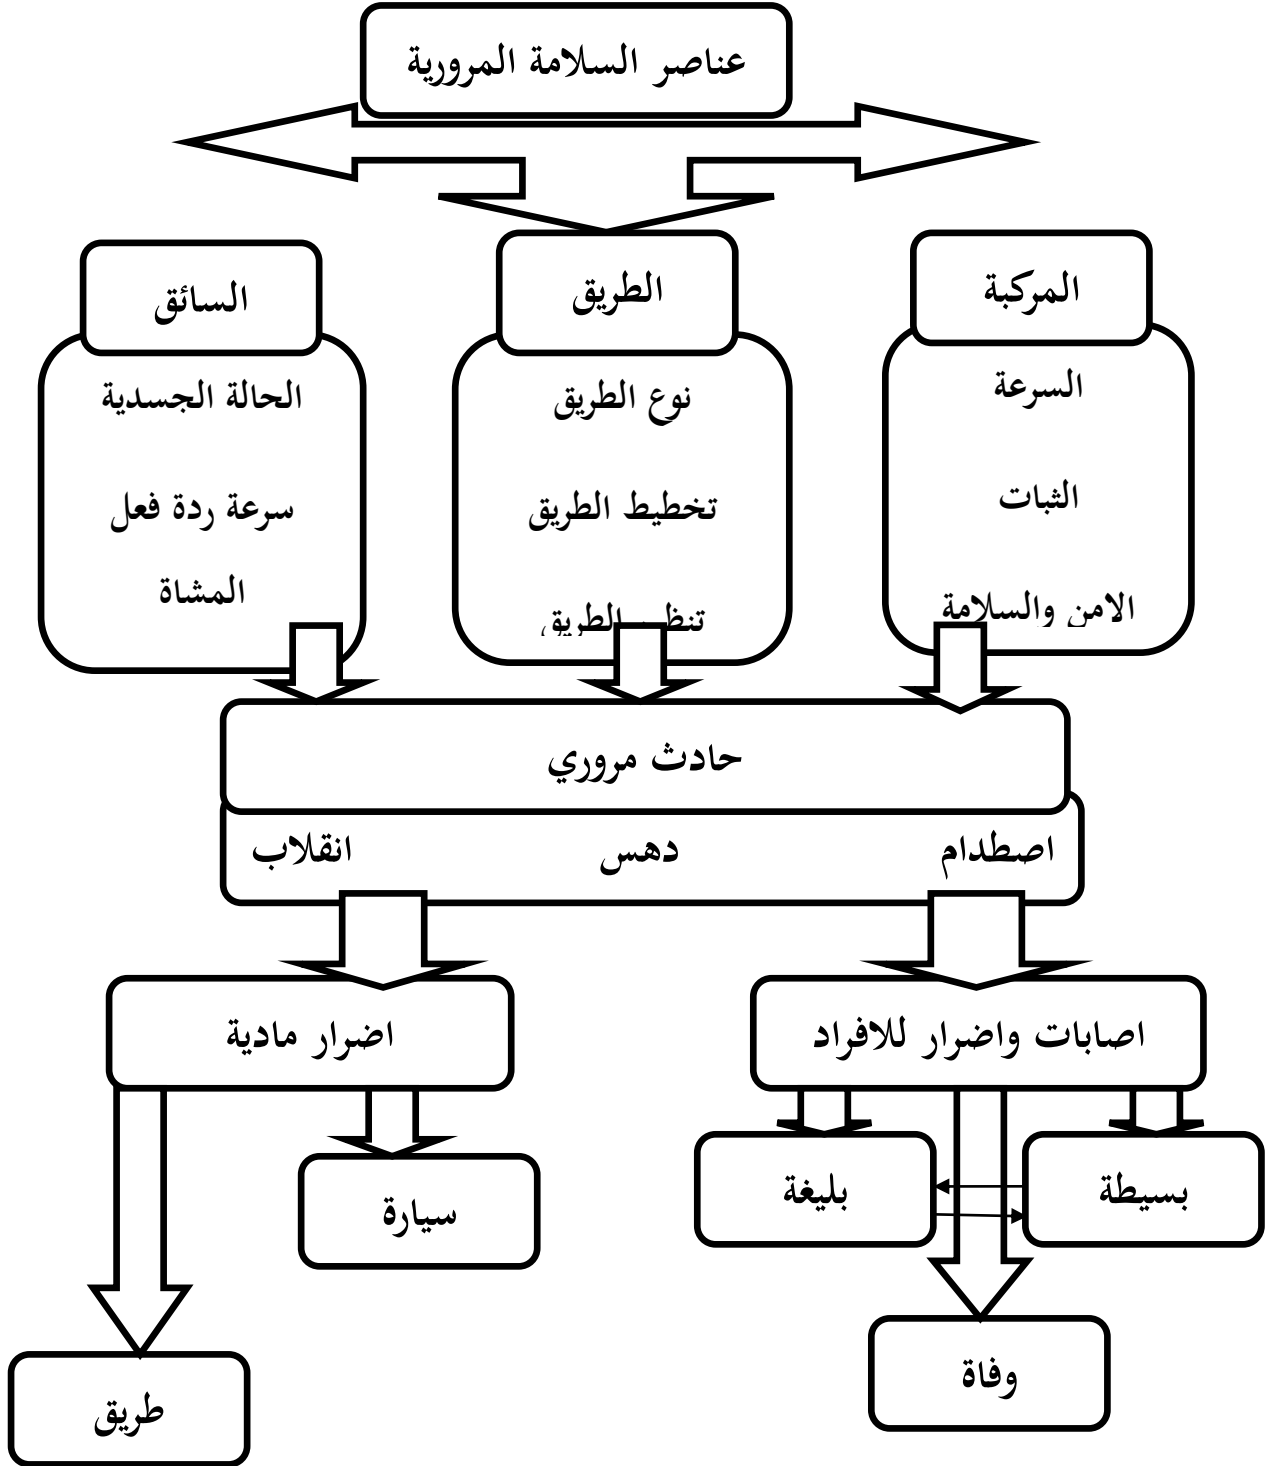 عناصر السلامة المرورية
المركبة
السرعة
الثبات
الامن والسلامة
الطريق
نوع الطريق
تخطيط الطريق
الطريق
السائق
الحالة الجسدية
سرعة ردة فعل
المشاة
حادث مروري
اصطدام دهس انقلاب
اصابات واضرار للافراد
اضرار مادية
بسيطة
بليغة
سيارة
وفاة
طريق